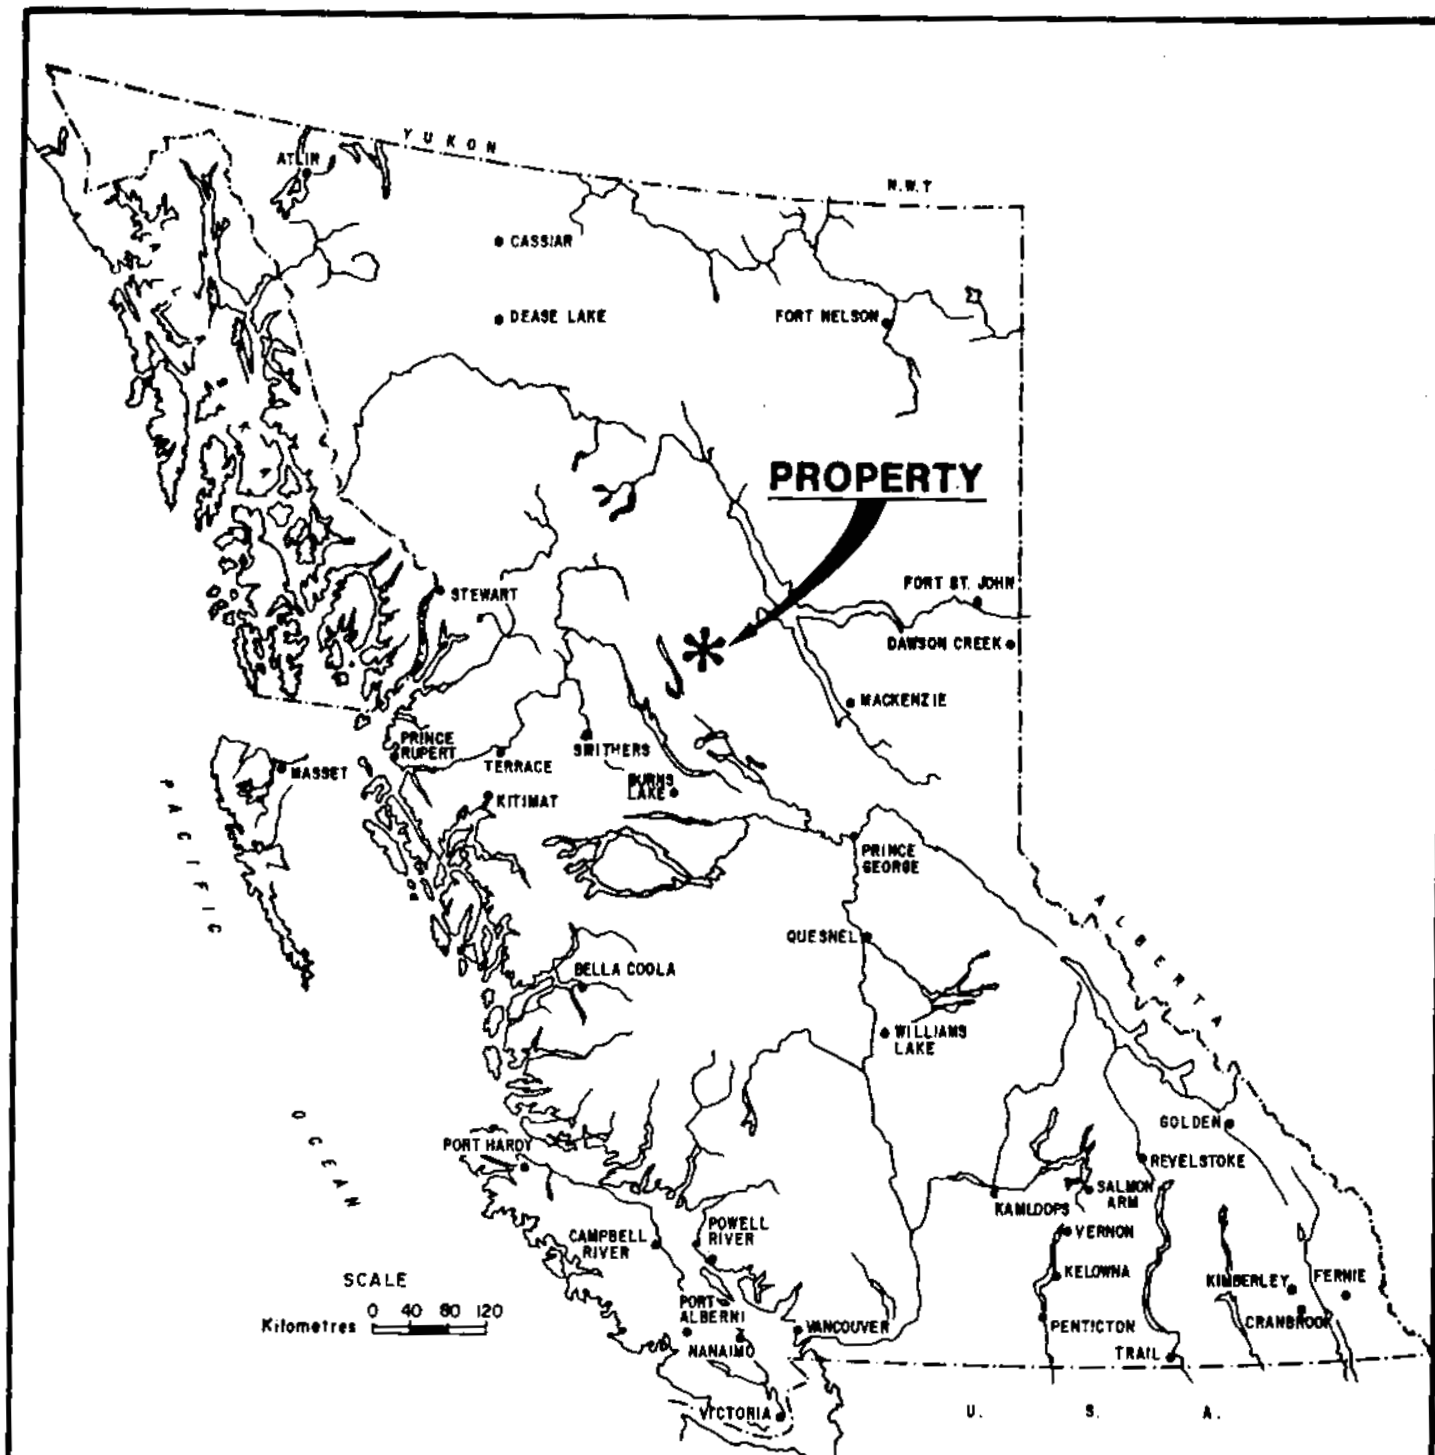 YUKON
N.W.T
ATLIN
CASSIAR
DEASE LAKE
FORT NELSON
PROPERTY
FORT ST. JOHN
STEWART
DAWSON CREEK
MACKENZIE
PRINCE
RUPERT
SMITHERS
TERRACE
MASSET
BURNS
LAKE
KITIMAT
PRINCE
GEORGE
PACIFIC
ALBERTA
QUESNEL
BELLA COOLA
WILLIAMS
LAKE
OCEAN
GOLDEN
PORT HARDY
REVELSTOKE
SALMON
ARM
KAMLOOPS
POWELL
RIVER
CAMPBELL
RIVER
VERNON
KELOWNA
KIMBERLEY
FERNIE
SCALE
0 40 80 120
Kilometres
PORT
ALBERNI
CRANBROOK
VANCOUVER
PENTICTON
NANAIMO
TRAIL
VICTORIA
U. S. A.